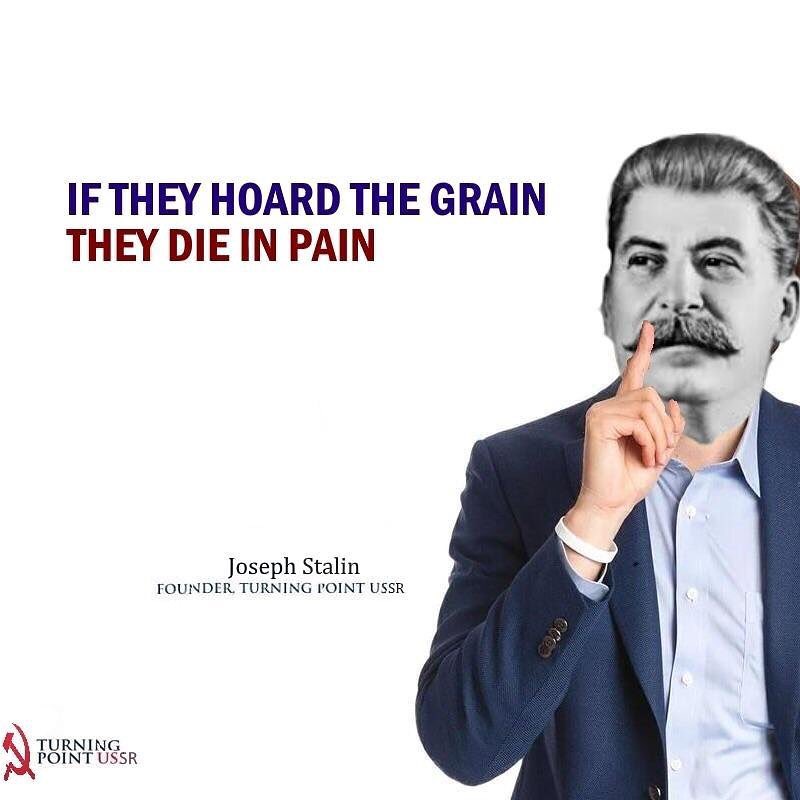 IF THEY HOARD THE GRAIN
THEY DIE IN PAIN
Joseph Stalin
FOUNDER, TURNING POINT USSR
TURNING
POINT USSR